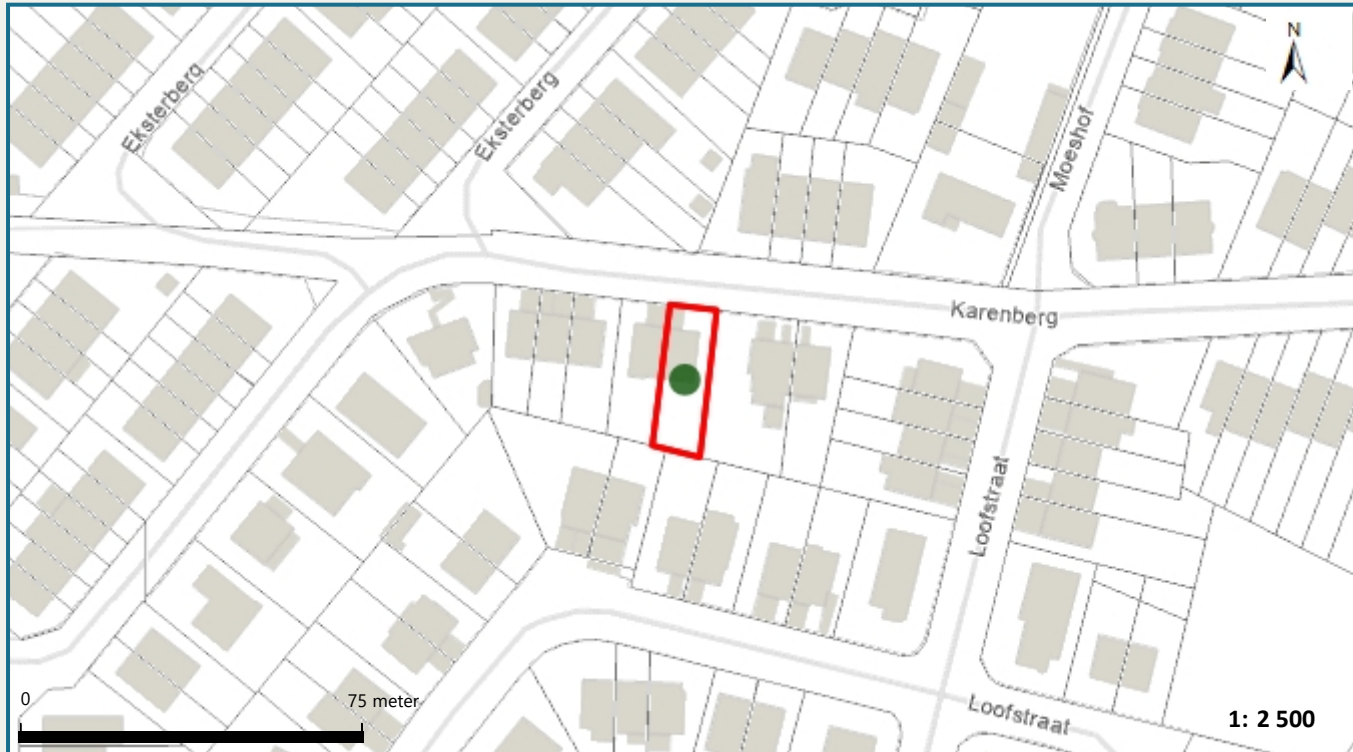 N
Eksterberg
Eksterberg
Moeshof
Karenberg
Loofstraat
0
75 meter
Loofstraat
1: 2 500